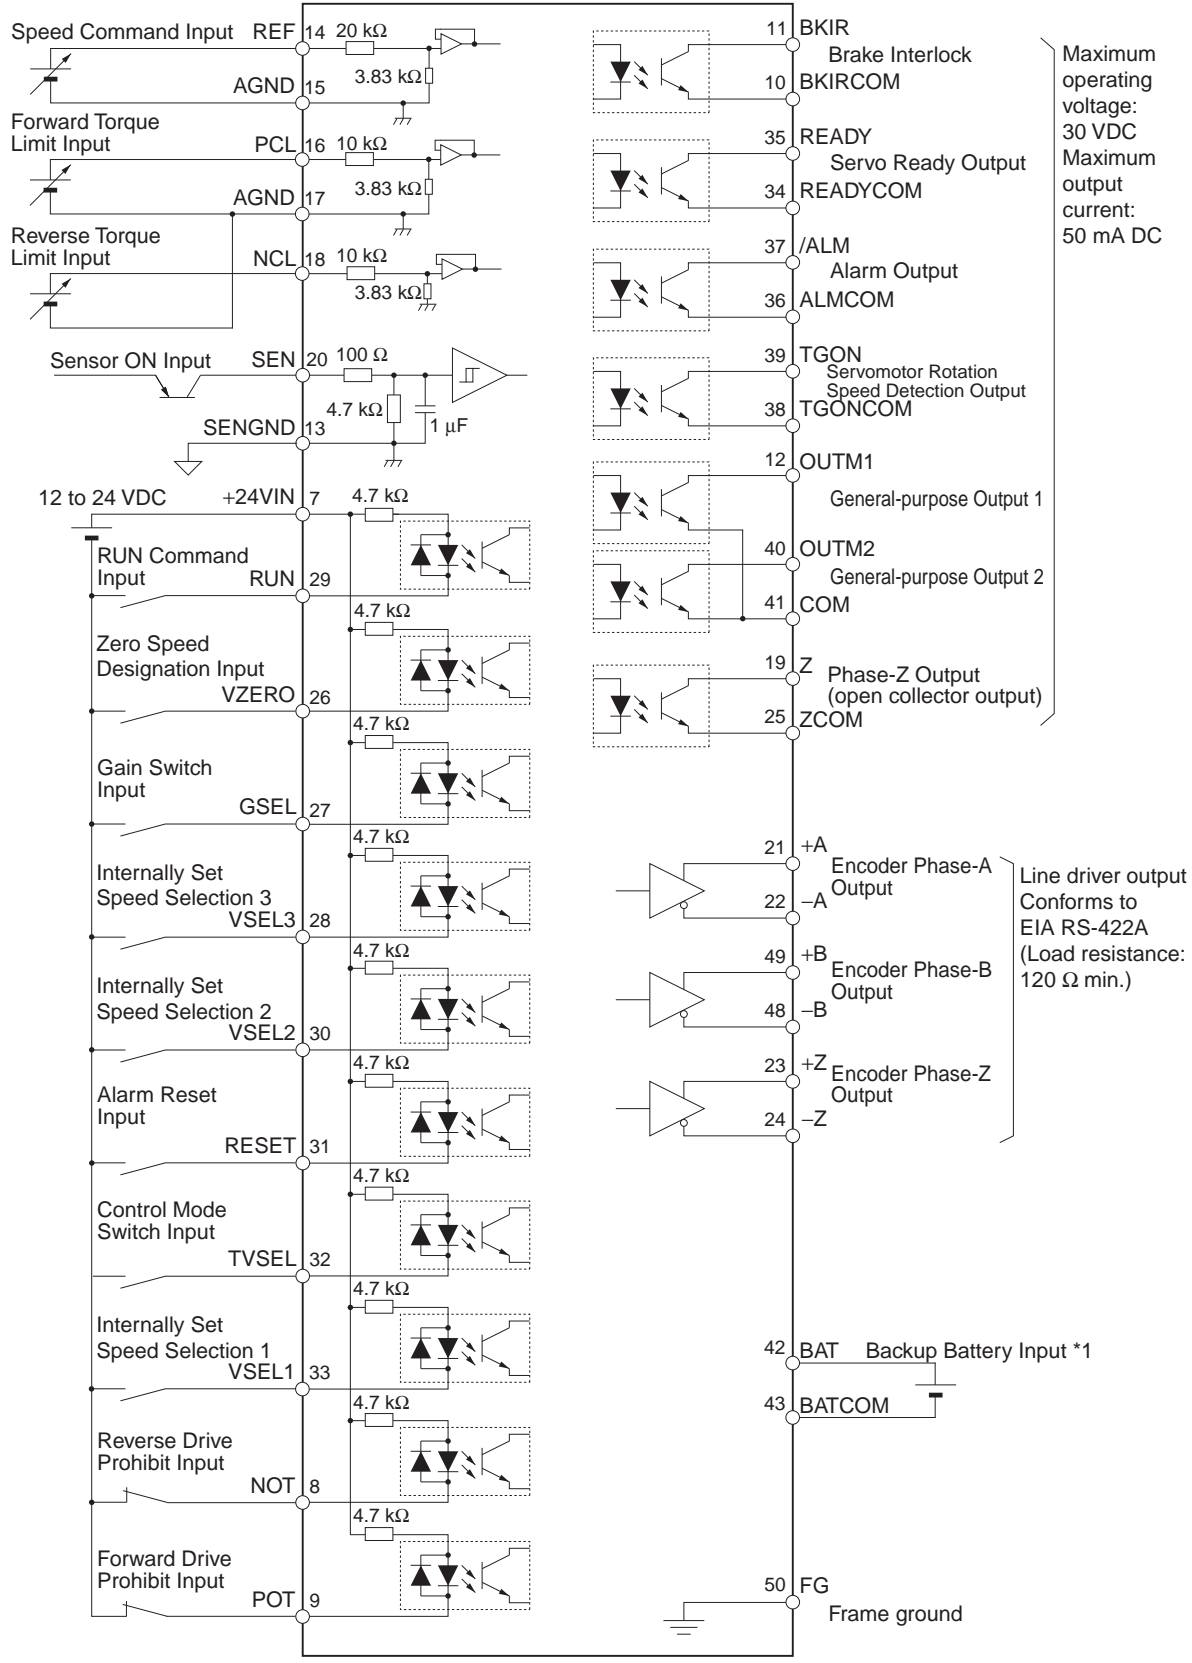 Speed Command Input REF 14 20 kΩ
3.83 kΩ
AGND 15
Forward Torque
Limit Input
PCL 16 10 kΩ
3.83 kΩ
AGND 17
Reverse Torque
Limit Input
NCL 18 10 kΩ
3.83 kΩ
Sensor ON Input SEN 20 100 Ω
4.7 kΩ
1 μF
SENGND 13
12 to 24 VDC +24VIN 7 4.7 kΩ
RUN Command
Input
RUN 29
4.7 kΩ
Zero Speed
Designation Input
VZERO 26
4.7 kΩ
Gain Switch
Input
GSEL 27
4.7 kΩ
Internally Set
Speed Selection 3
VSEL3 28
4.7 kΩ
Internally Set
Speed Selection 2
VSEL2 30
4.7 kΩ
Alarm Reset
Input
RESET 31
4.7 kΩ
Control Mode
Switch Input
TVSEL 32
4.7 kΩ
Internally Set
Speed Selection 1
VSEL1 33
4.7 kΩ
Reverse Drive
Prohibit Input
NOT 8
4.7 kΩ
Forward Drive
Prohibit Input
POT 9
11 BKIR
Brake Interlock
10 BKIRCOM
35 READY
Servo Ready Output
34 READYCOM
37 /ALM
Alarm Output
36 ALMCOM
39 TGON
Servomotor Rotation
Speed Detection Output
38 TGONCOM
12 OUTM1
General-purpose Output 1
40 OUTM2
General-purpose Output 2
41 COM
19 Z
Phase-Z Output
(open collector output)
25 ZCOM
Maximum
operating
voltage:
30 VDC
Maximum
output
current:
50 mA DC
21 +A
Encoder Phase-A
Output
22 –A
49 +B
Encoder Phase-B
Output
48 –B
23 +Z
Encoder Phase-Z
Output
24 –Z
Line driver output
Conforms to
EIA RS-422A
(Load resistance:
120 Ω min.)
42 BAT Backup Battery Input *1
43 BATCOM
50 FG
Frame ground